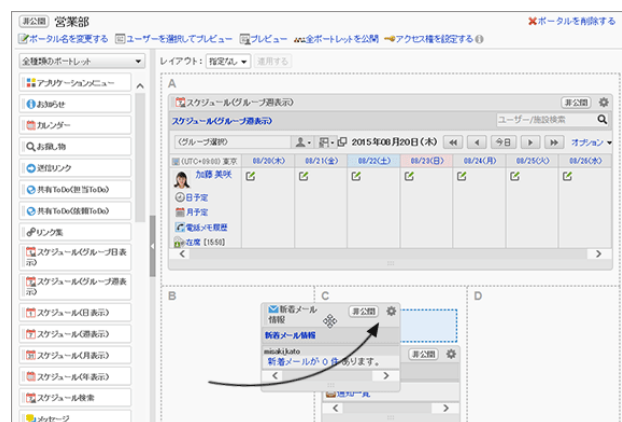 非公開 営業部
✖ポータルを削除する
ポータル名を変更する ユーザーを選択してプレビュー プレビュー 全ポートレットを公開 アクセス権を設定する
全種類のポートレット
レイアウト: 指定なし 適用する
アプリケーションメニュー
お知らせ
カレンダー
お探し物
送信リンク
共有ToDo(担当ToDo)
共有ToDo(依頼ToDo)
リンク集
スケジュール(グループ日表示)
スケジュール(グループ週表示)
スケジュール(日表示)
スケジュール(週表示)
スケジュール(月表示)
スケジュール(年表示)
スケジュール検索
メッセージ
A
スケジュール(グループ週表示)
非公開
スケジュール(グループ週表示)
ユーザー/施設検索
(グループ選択)
2015年08月20日(木)
今日
オプション
(UTC+09:00) 東京 08/20(木) 08/21(金) 08/22(土) 08/23(日) 08/24(月) 08/25(火) 08/26(水)
加藤 美咲
日予定
月予定
電話メモ履歴
在席 [15:50]
B
C
D
新着メール情報
非公開
新着メール情報
misaki_kato
新着メールが 0 件あります。
非公開
通知一覧